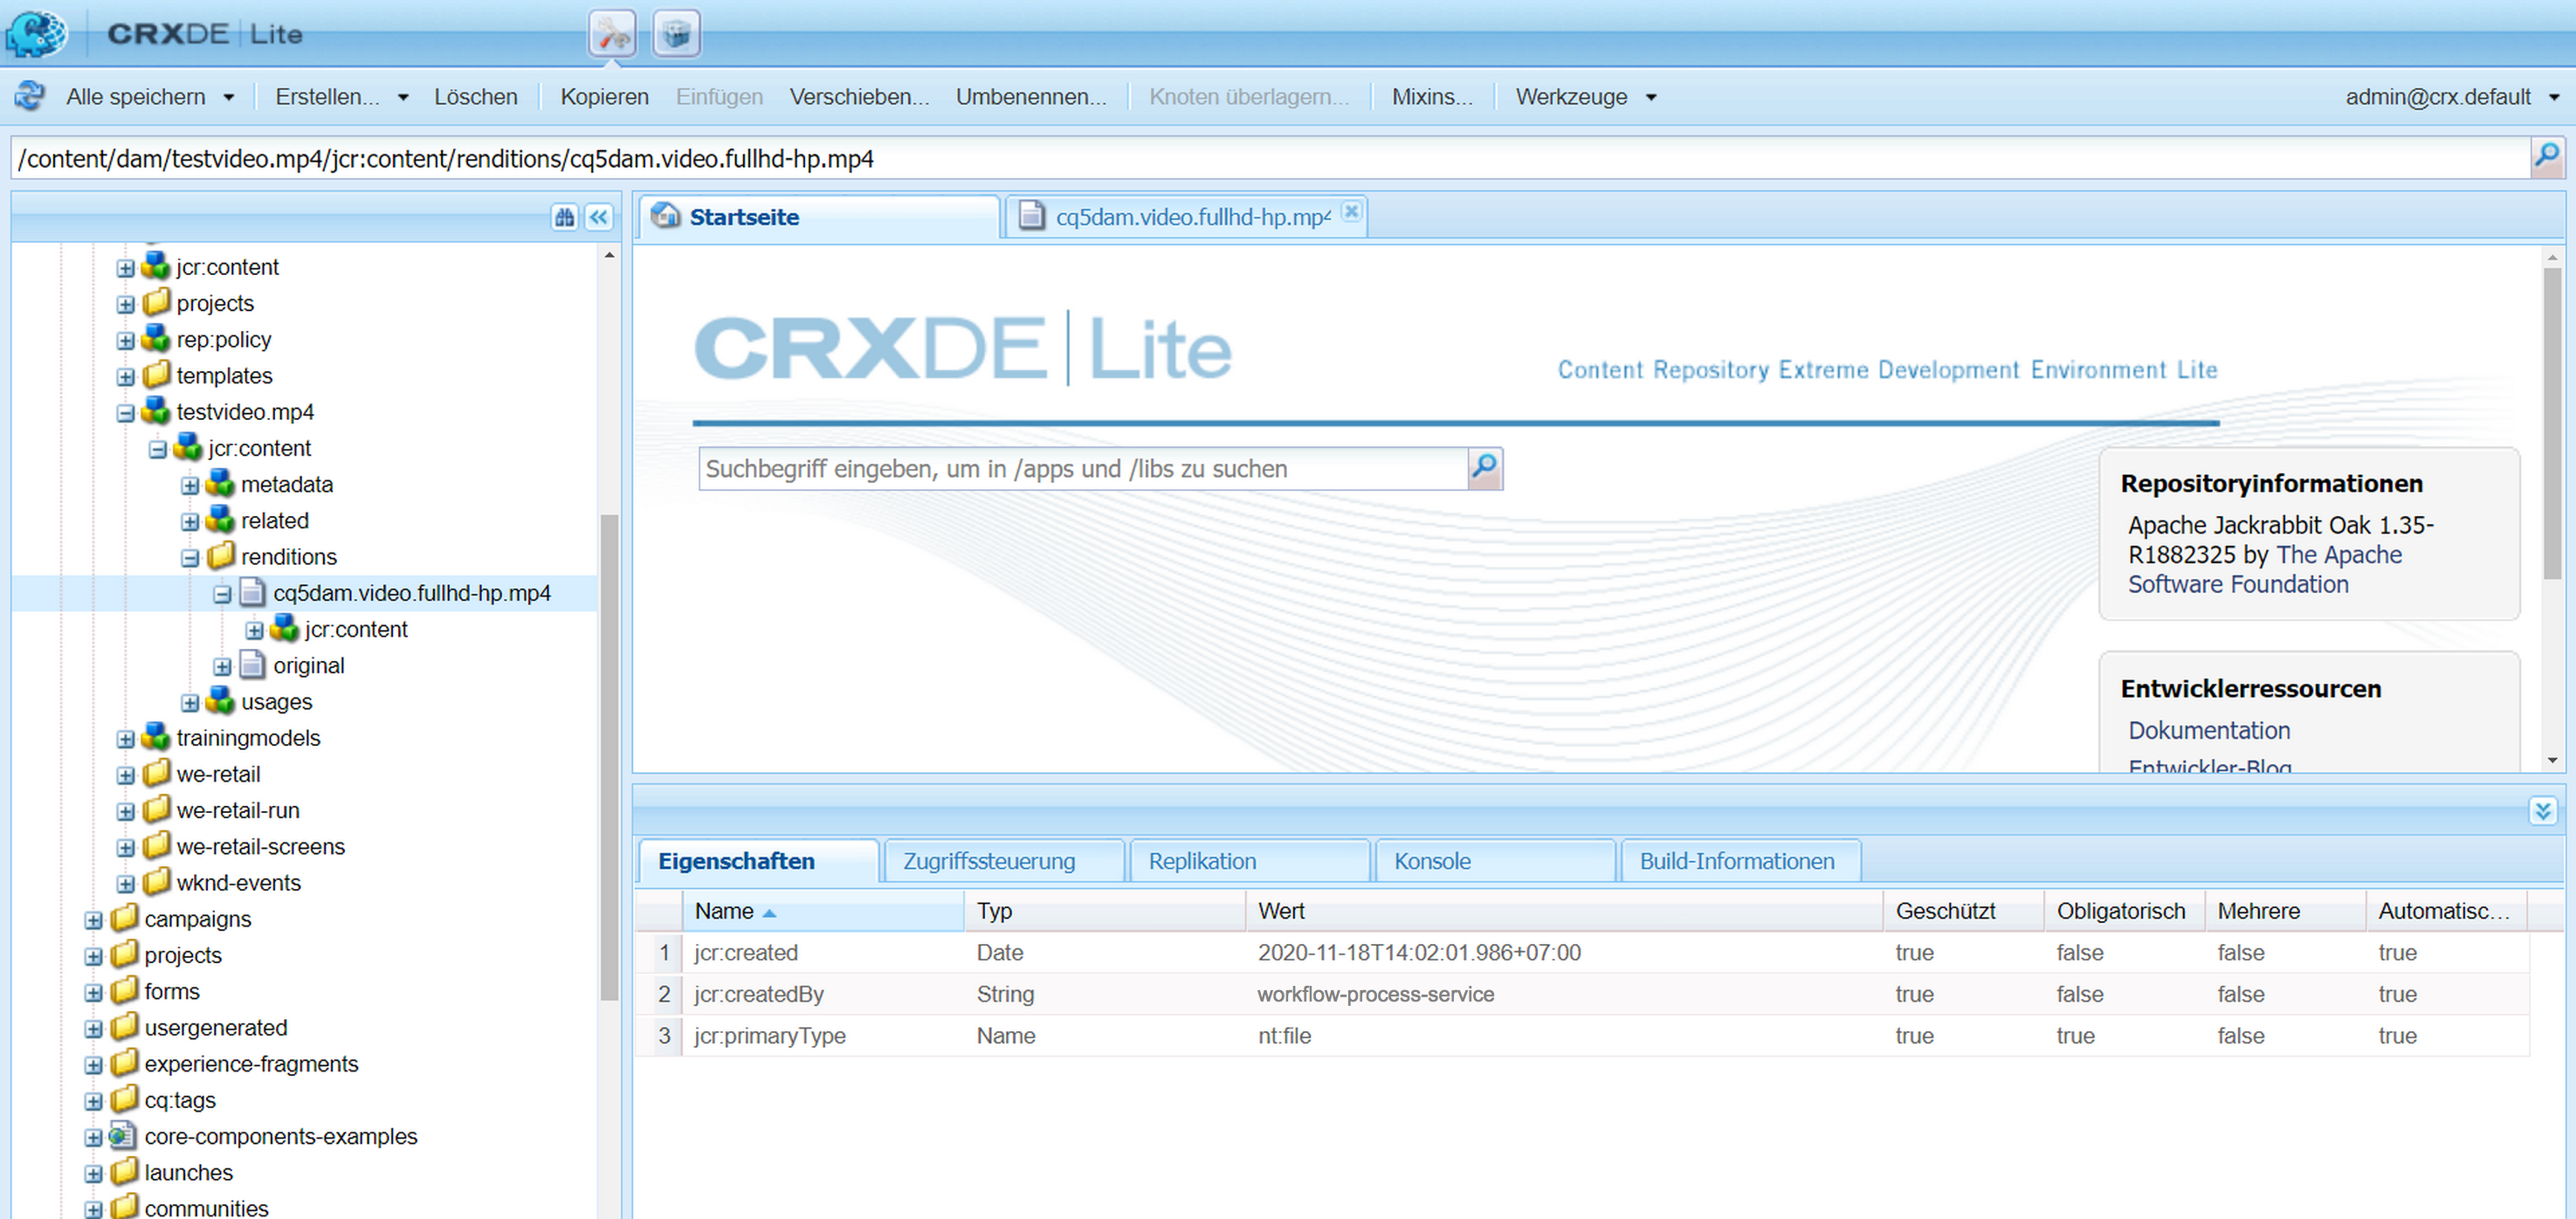 CRXDE | Lite
Alle speichern Erstellen... Löschen Kopieren Einfügen Verschieben... Umbenennen... Knoten überlagern... Mixins... Werkzeuge admin@crx.default
/content/dam/testvideo.mp4/jcr:content/renditions/cq5dam.video.fullhd-hp.mp4
jcr:content
projects
rep:policy
templates
testvideo.mp4
jcr:content
metadata
related
renditions
cq5dam.video.fullhd-hp.mp4
jcr:content
original
usages
trainingmodels
we-retail
we-retail-run
we-retail-screens
wknd-events
campaigns
projects
forms
usergenerated
experience-fragments
cq:tags
core-components-examples
launches
communities
Startseite cq5dam.video.fullhd-hp.mp4
CRXDE | Lite
Content Repository Extreme Development Environment Lite
Suchbegriff eingeben, um in /apps und /libs zu suchen
Repositoryinformationen
Apache Jackrabbit Oak 1.35-
R1882325 by The Apache
Software Foundation
Entwicklerressourcen
Dokumentation
Entwickler-Blog
Eigenschaften Zugriffssteuerung Replikation Konsole Build-Informationen
Name Typ Wert Geschützt Obligatorisch Mehrere Automatisc...
1 jcr:created Date 2020-11-18T14:02:01.986+07:00 true false false true
2 jcr:createdBy String workflow-process-service true false false true
3 jcr:primaryType Name nt:file true true false true